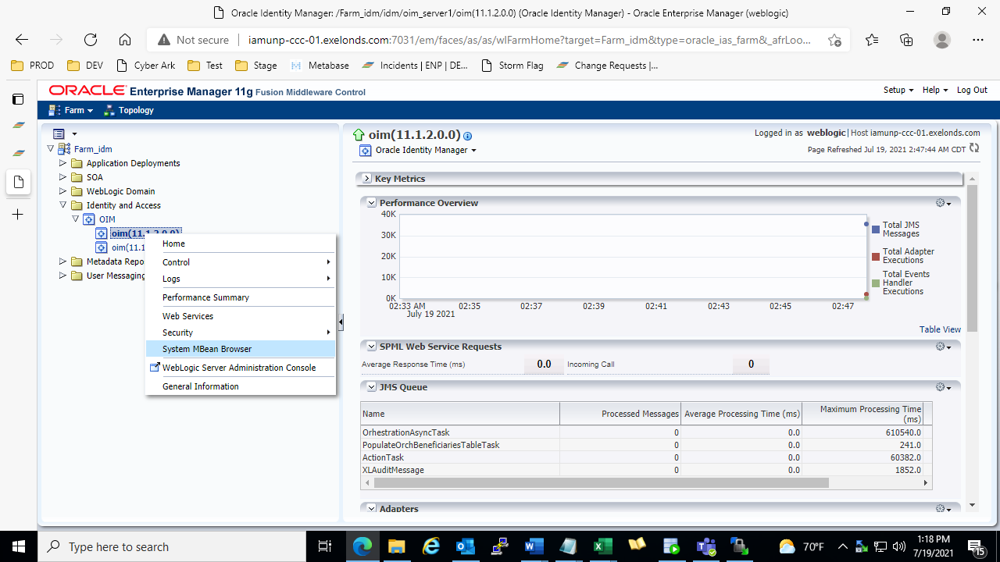 Oracle Identity Manager: /Farm_idm/idm/oim_server1/oim(11.1.2.0.0) (Oracle Identity Manager) - Oracle Enterprise Manager (weblogic)
Not secure iamunp-ccc-01.exelonds.com:7031/em/faces/as/as/wlFarmHome?target=Farm_idm&type=oracle_ias_farm&_afrLoo...
PROD DEV Cyber Ark Test Stage Metabase Incidents | ENP | DE... Storm Flag Change Requests |...
ORACLE Enterprise Manager 11g Fusion Middleware Control
Setup Help Log Out
Farm Topology
Farm_idm
Application Deployments
SOA
WebLogic Domain
Identity and Access
OIM
oim(11.1.2.0.0)
oim(11.1
Metadata Repo
User Messaging
Home
Control
Logs
Performance Summary
Web Services
Security
System MBean Browser
WebLogic Server Administration Console
General Information
oim(11.1.2.0.0)
Oracle Identity Manager
Logged in as weblogic | Host iamunp-ccc-01.exelonds.com
Page Refreshed Jul 19, 2021 2:47:44 AM CDT
Key Metrics
Performance Overview
40K
30K
20K
10K
0K
02:33 AM 02:35 02:37 02:39 02:41 02:43 02:45 02:47
July 19 2021
Total JMS
Messages
Total Adapter
Executions
Total Events
Handler
Executions
Table View
SPML Web Service Requests
Average Response Time (ms) 0.0 Incoming Call 0
JMS Queue
Name Processed Messages Average Processing Time (ms) Maximum Processing Time (ms)
OrhestrationAsyncTask 0 0.0 610540.0
PopulateOrchBeneficiariesTableTask 0 0.0 241.0
ActionTask 0 0.0 60382.0
XLAuditMessage 0 0.0 1852.0
Adapters
Type here to search
70°F
1:18 PM
7/19/2021
15